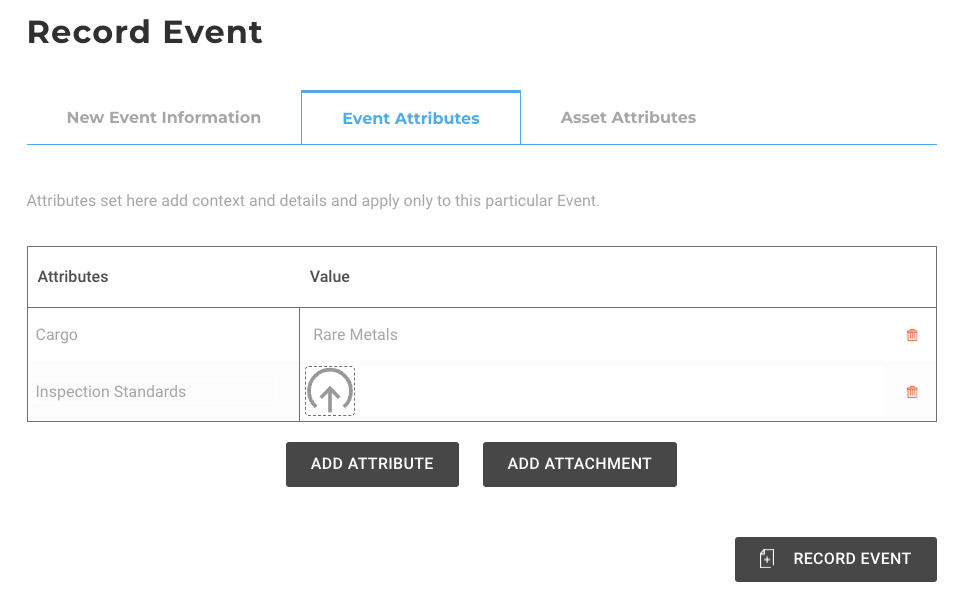 Record Event
New Event Information Event Attributes Asset Attributes
Attributes set here add context and details and apply only to this particular Event.
Attributes Value
Cargo Rare Metals
Inspection Standards
ADD ATTRIBUTE ADD ATTACHMENT
RECORD EVENT